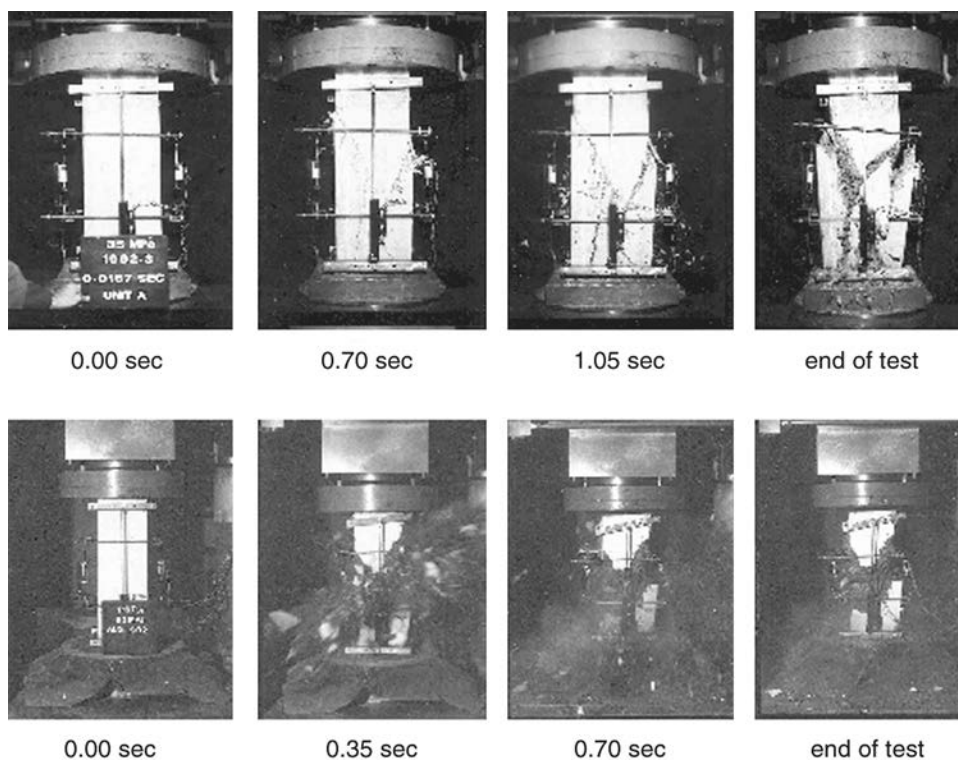 35 MPa
1992-3
0.0167 SEC
UNIT A
0.00 sec
0.70 sec
1.05 sec
end of test
0.00 sec
0.35 sec
0.70 sec
end of test